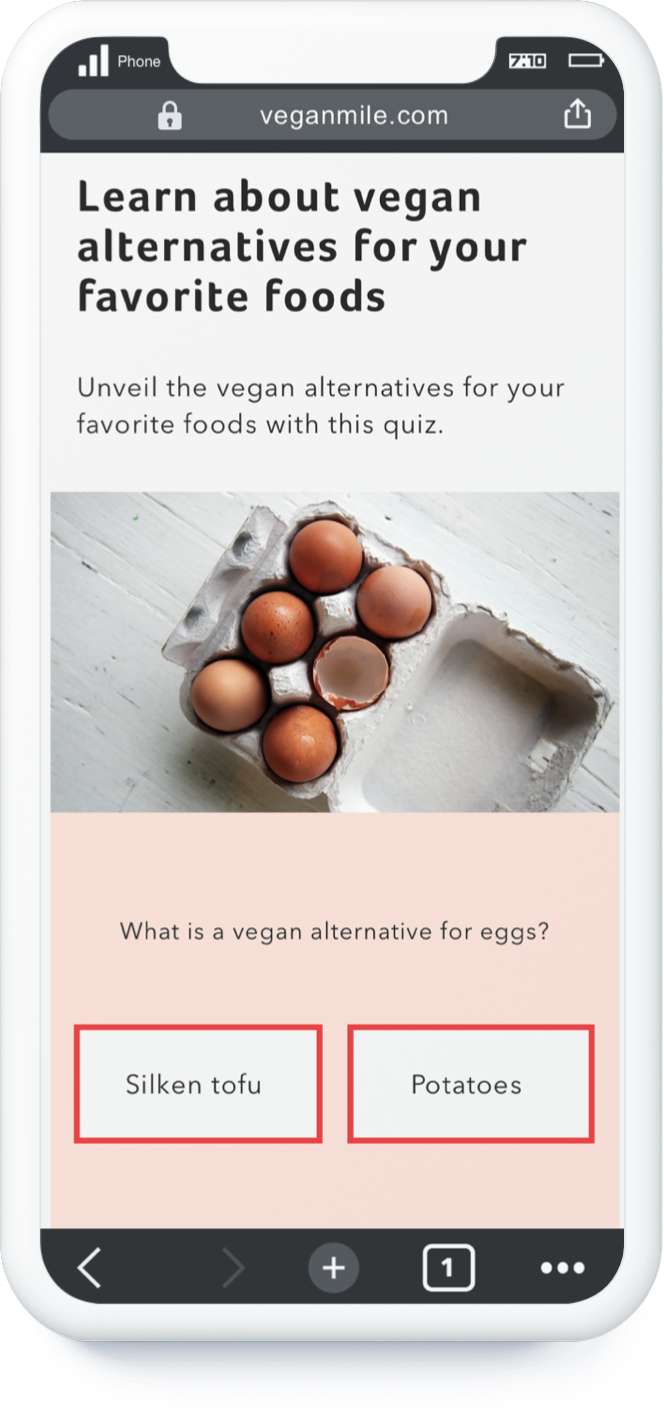 Phone
7:10
veganmile.com
Learn about vegan
alternatives for your
favorite foods
Unveil the vegan alternatives for your
favorite foods with this quiz.
What is a vegan alternative for eggs?
Silken tofu
Potatoes
1